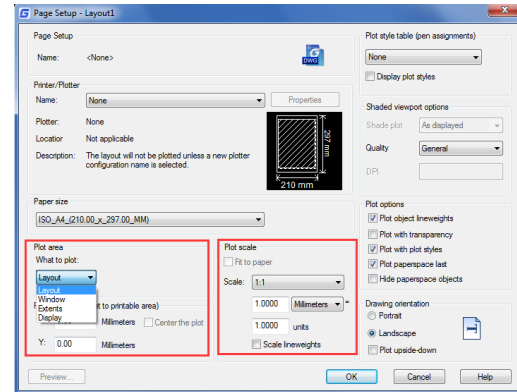 Page Setup - Layout1
Page Setup
Name: <None>
DWG
Printer/Plotter
Name: None Properties
Plotter: None
Locatior Not applicable
Description: The layout will not be plotted unless a new plotter
configuration name is selected.
297 mm
210 mm
Paper size
ISO_A4_(210.00_x_297.00_MM)
Plot area
What to plot:
Layout
Layout
Window
Extents
Display
t to printable area)
Millimeters Center the plot
Y: 0.00 Millimeters
Plot scale
Fit to paper
Scale: 1:1
1.0000 Millimeters =
1.0000 units
Scale lineweights
Plot style table (pen assignments)
None
Display plot styles
Shaded viewport options
Shade plot As displayed
Quality General
DPI
Plot options
Plot object lineweights
Plot with transparency
Plot with plot styles
Plot paperspace last
Hide paperspace objects
Drawing orientation
Portrait
Landscape
Plot upside-down
Preview... OK Cancel Help